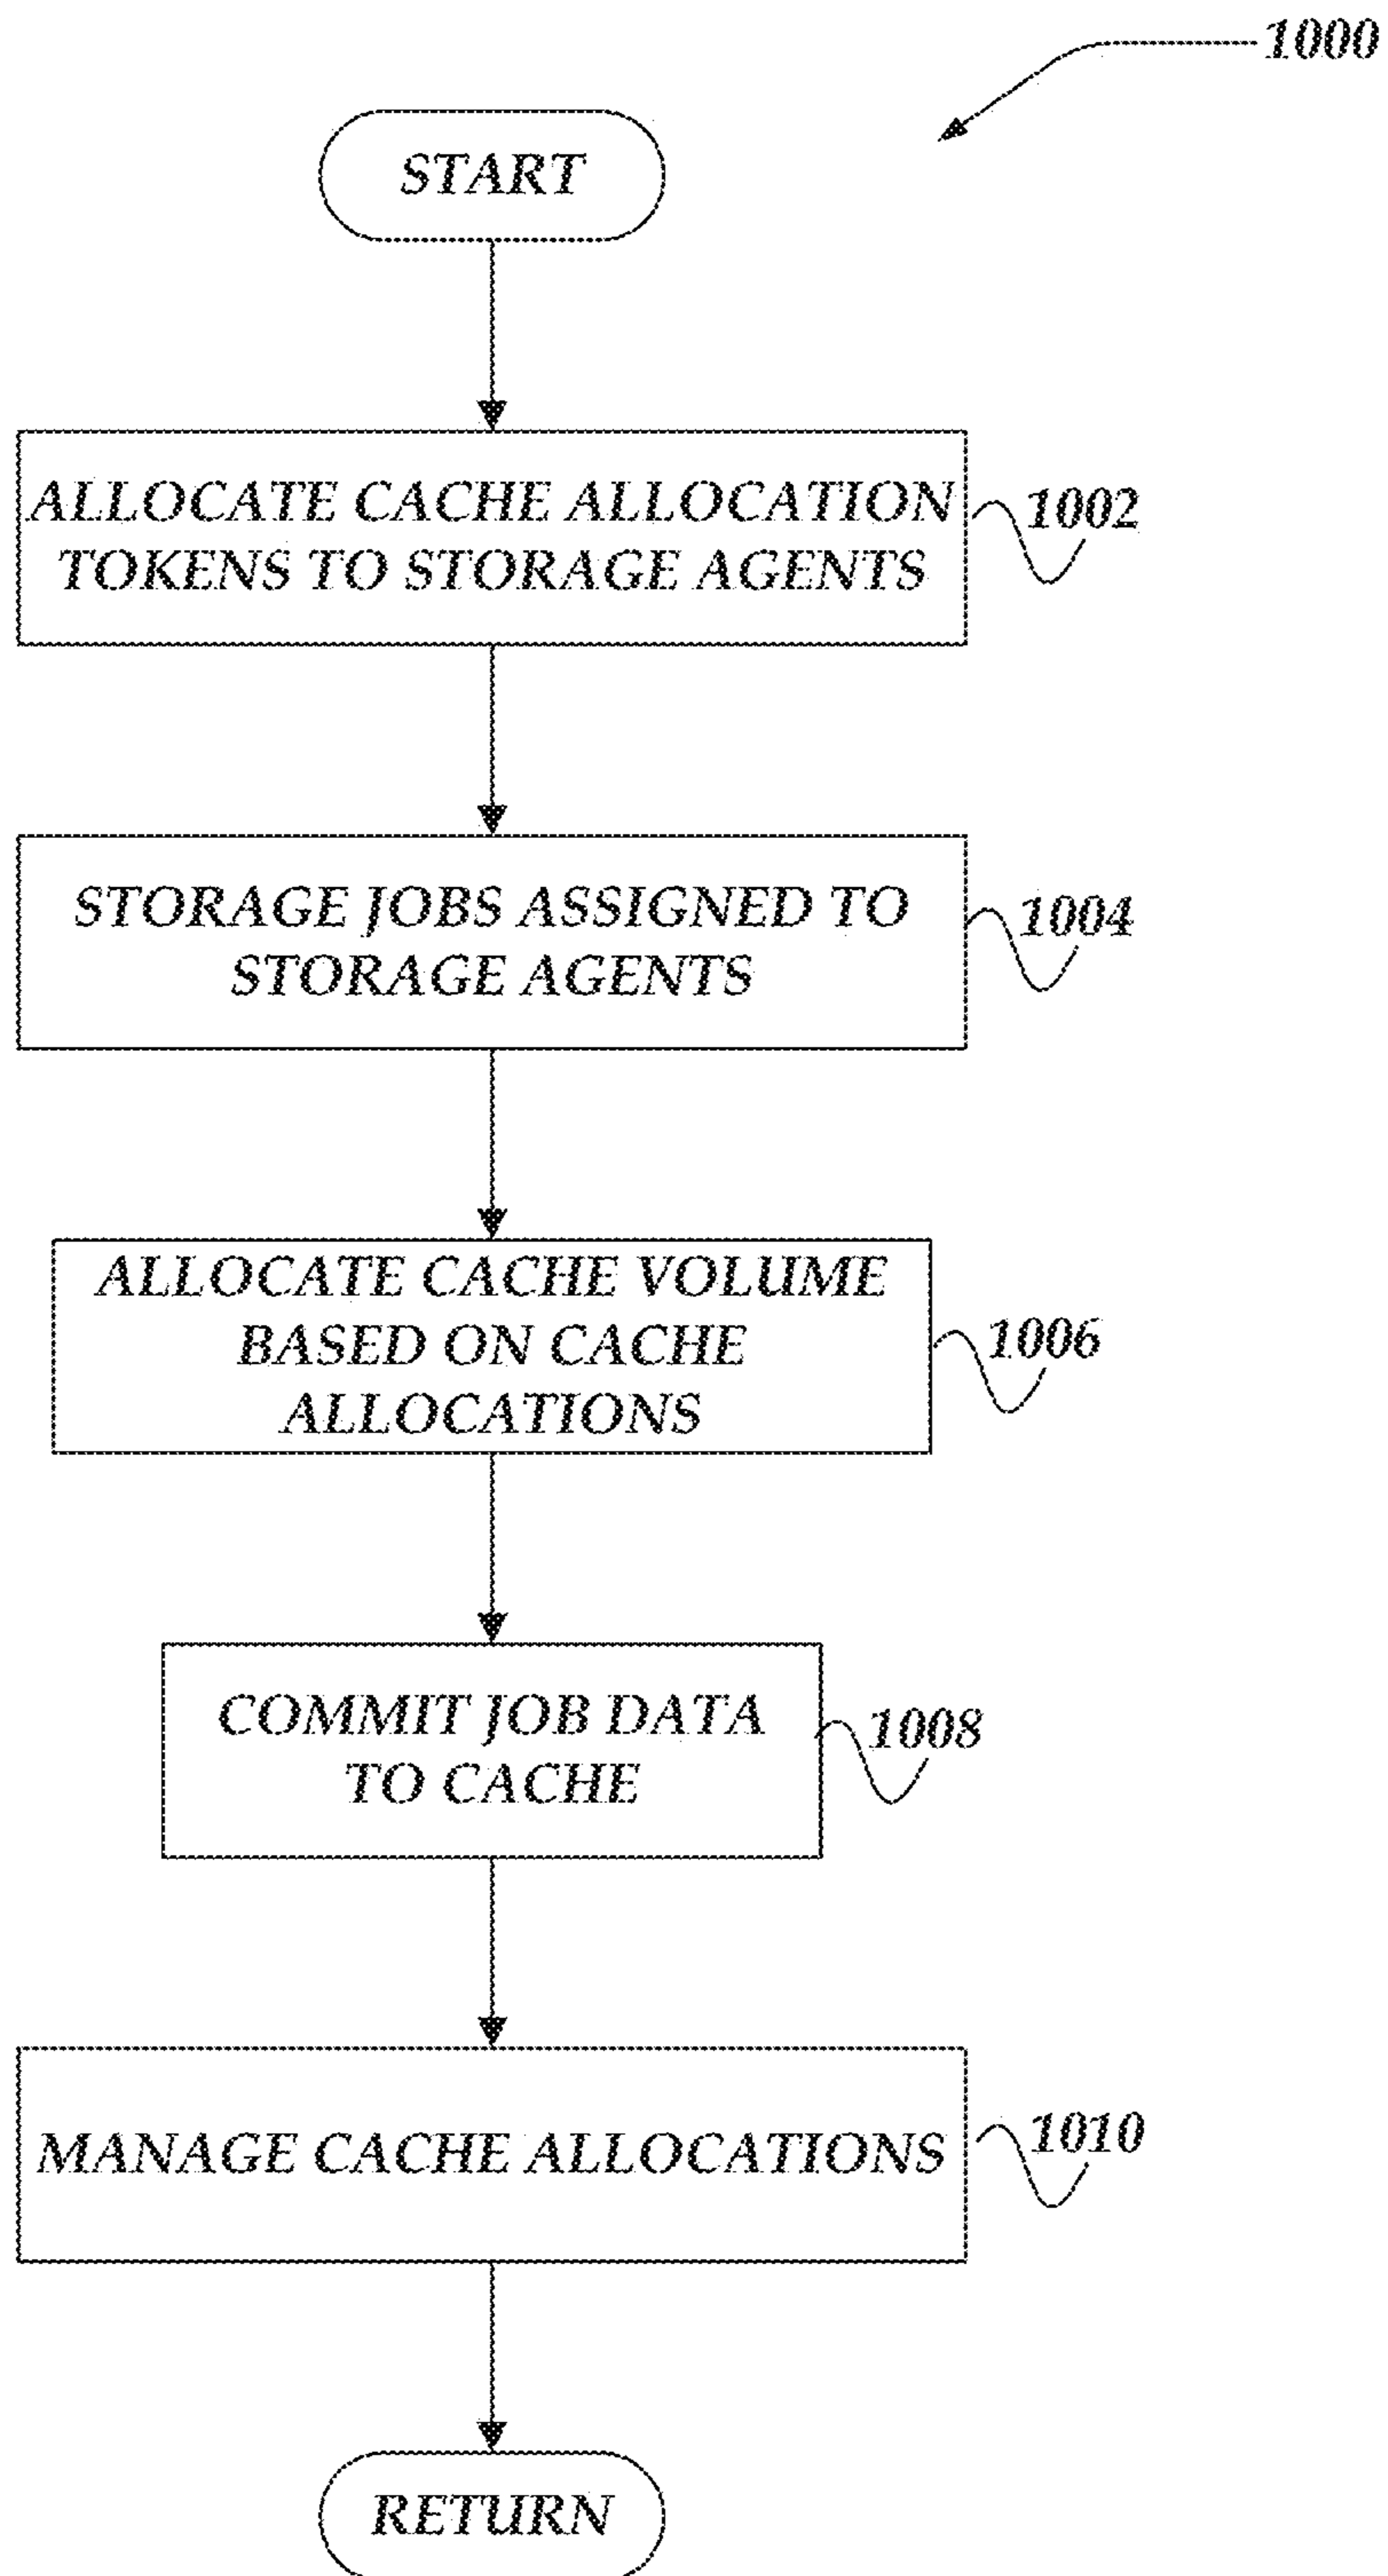 1000
START
ALLOCATE CACHE ALLOCATION
TOKENS TO STORAGE AGENTS
1002
STORAGE JOBS ASSIGNED TO
STORAGE AGENTS
1004
ALLOCATE CACHE VOLUME
BASED ON CACHE
ALLOCATIONS
1006
COMMIT JOB DATA
TO CACHE
1008
MANAGE CACHE ALLOCATIONS
1010
RETURN